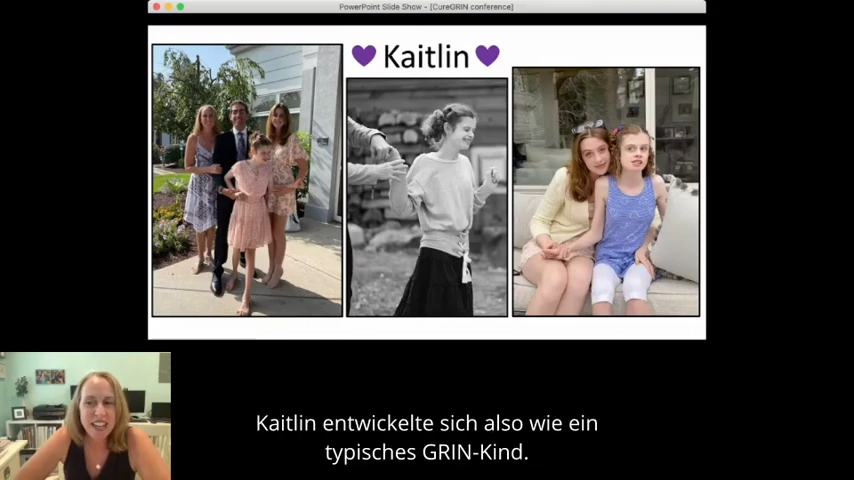 PowerPoint Slide Show - [CureGRIN conference]
💜 Kaitlin 💜
Kaitlin entwickelte sich also wie ein
typisches GRIN-Kind.